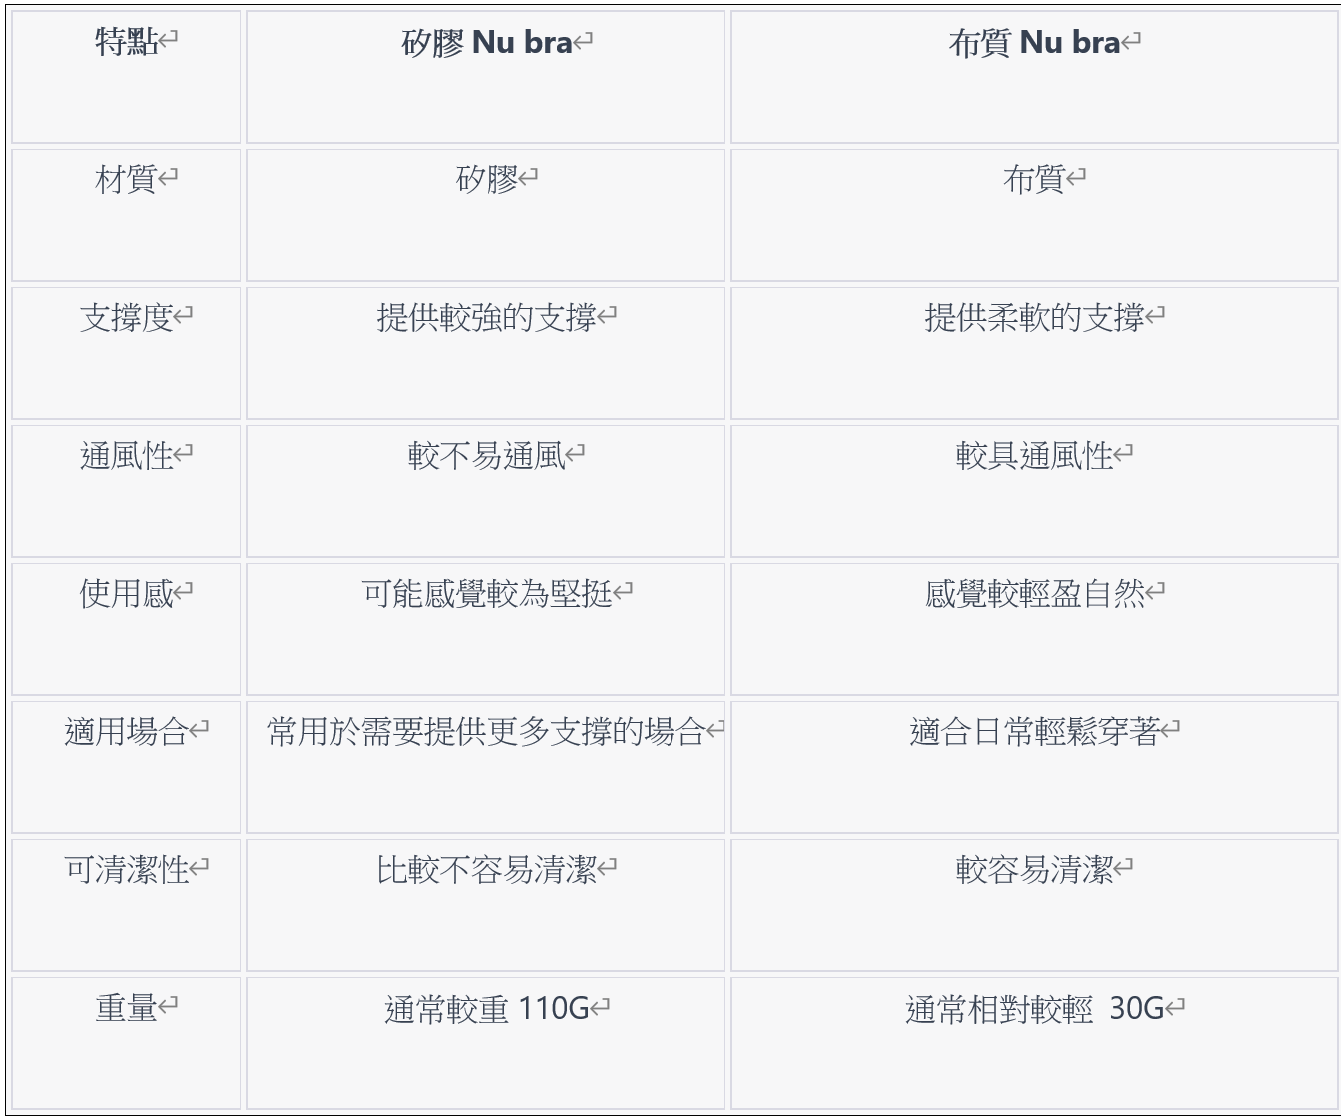 特點 矽膠 Nu bra 布質 Nu bra
材質 矽膠 布質
支撐度 提供較強的支撐 提供柔軟的支撐
通風性 較不易通風 較具通風性
使用感 可能感覺較為堅挺 感覺較輕盈自然
適用場合 常用於需要提供更多支撐的場合 適合日常輕鬆穿著
可清潔性 比較不容易清潔 較容易清潔
重量 通常較重 110G 通常相對較輕 30G